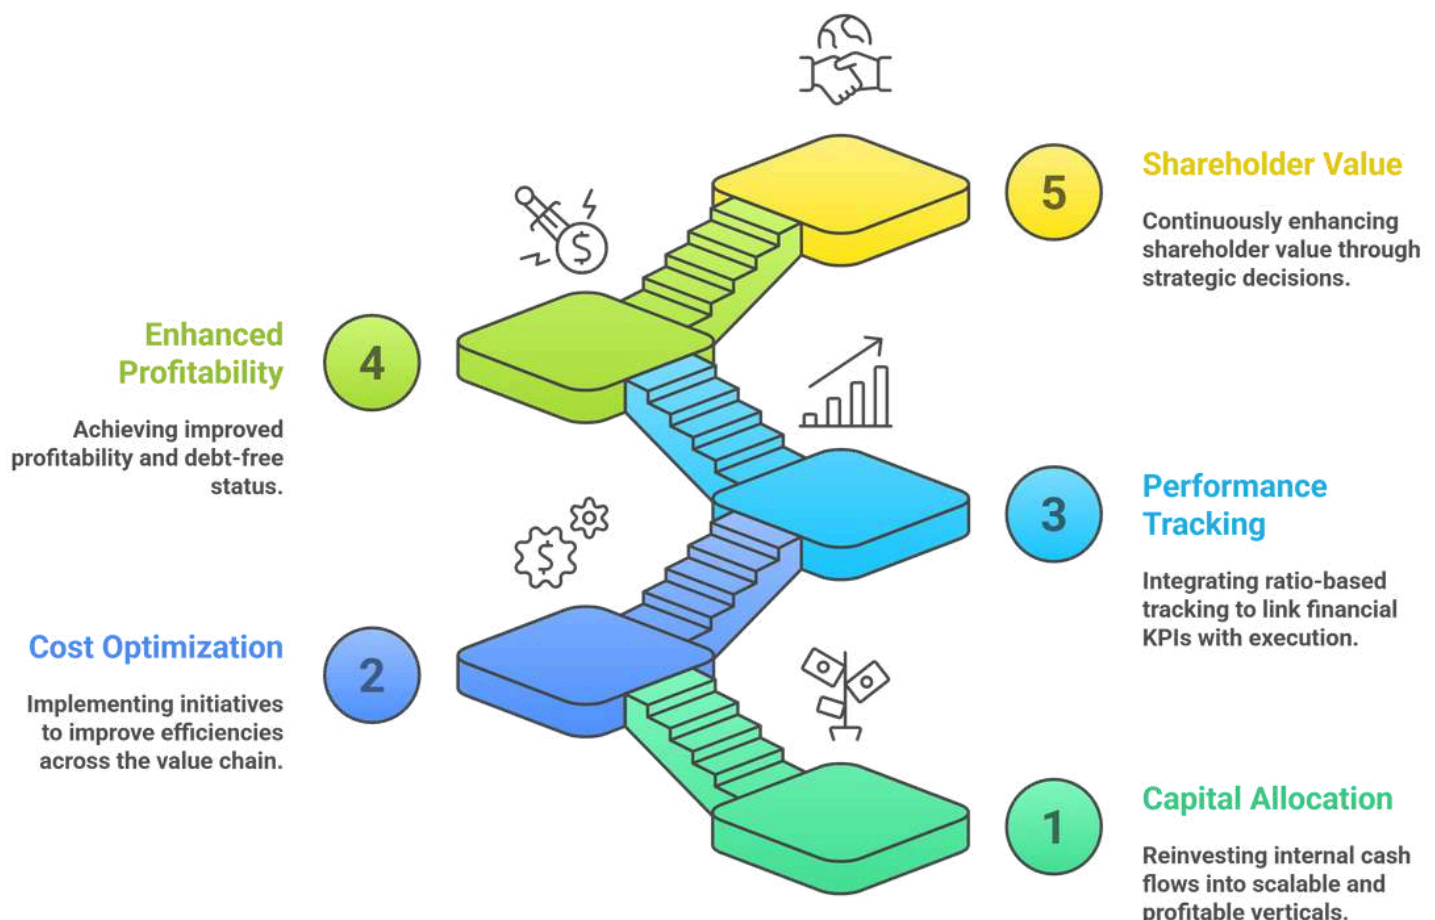 5
Shareholder Value
Continuously enhancing
shareholder value through
strategic decisions.
$
Enhanced
Profitability
4
Achieving improved
profitability and debt-free
status.
3
Performance
Tracking
Integrating ratio-based
tracking to link financial
KPIs with execution.
$
Cost Optimization
2
Implementing initiatives
to improve efficiencies
across the value chain.
1
Capital Allocation
Reinvesting internal cash
flows into scalable and
profitable verticals.